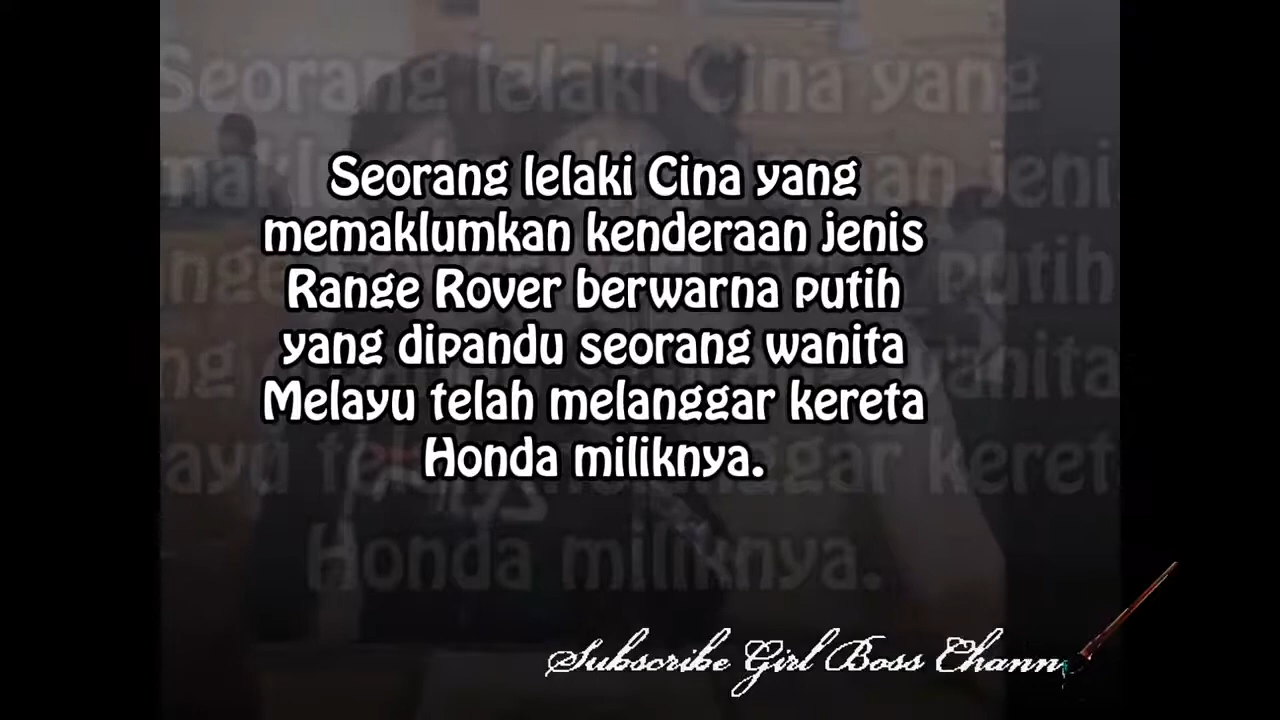 Seorang lelaki Cina yang
memaklumkan kenderaan jenis
Range Rover berwarna putih
yang dipandu seorang wanita
Melayu telah melanggar kereta
Honda miliknya.
Subscribe Girl Boss Chann